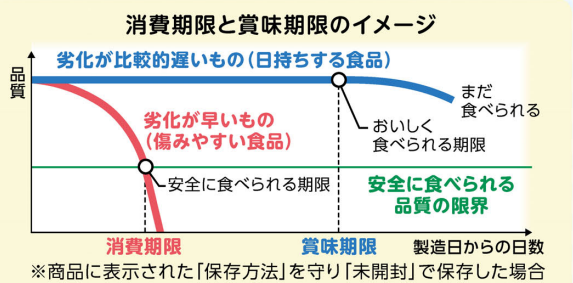 消費期限と賞味期限のイメージ
劣化が比較的遅いもの(日持ちする食品)
品質
まだ
食べられる
劣化が早いもの
(傷みやすい食品)
おいしく
食べられる期限
安全に食べられる期限
安全に食べられる
品質の限界
消費期限
賞味期限
製造日からの日数
※商品に表示された「保存方法」を守り「未開封」で保存した場合